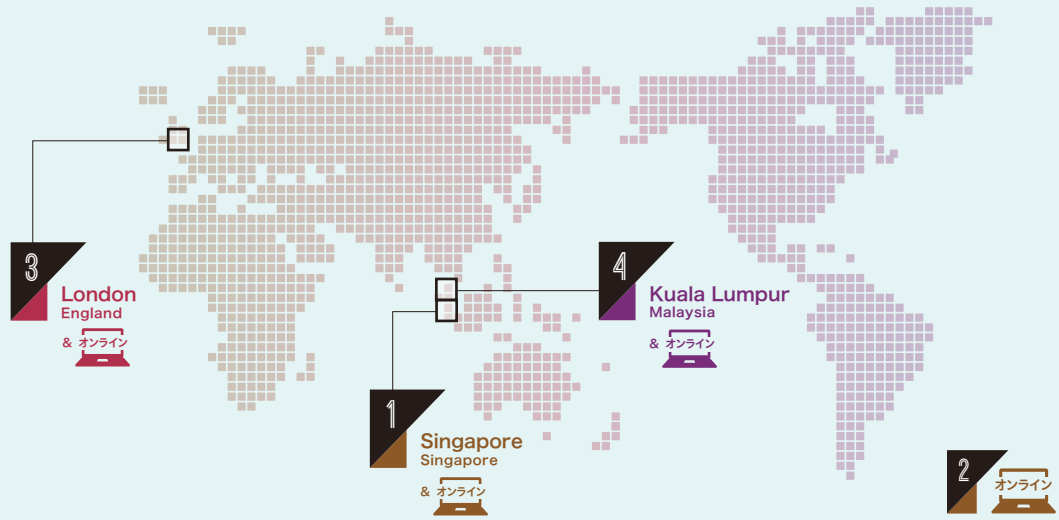 3
London
England
& オンライン
4
Kuala Lumpur
Malaysia
& オンライン
1
Singapore
Singapore
& オンライン
2
オンライン